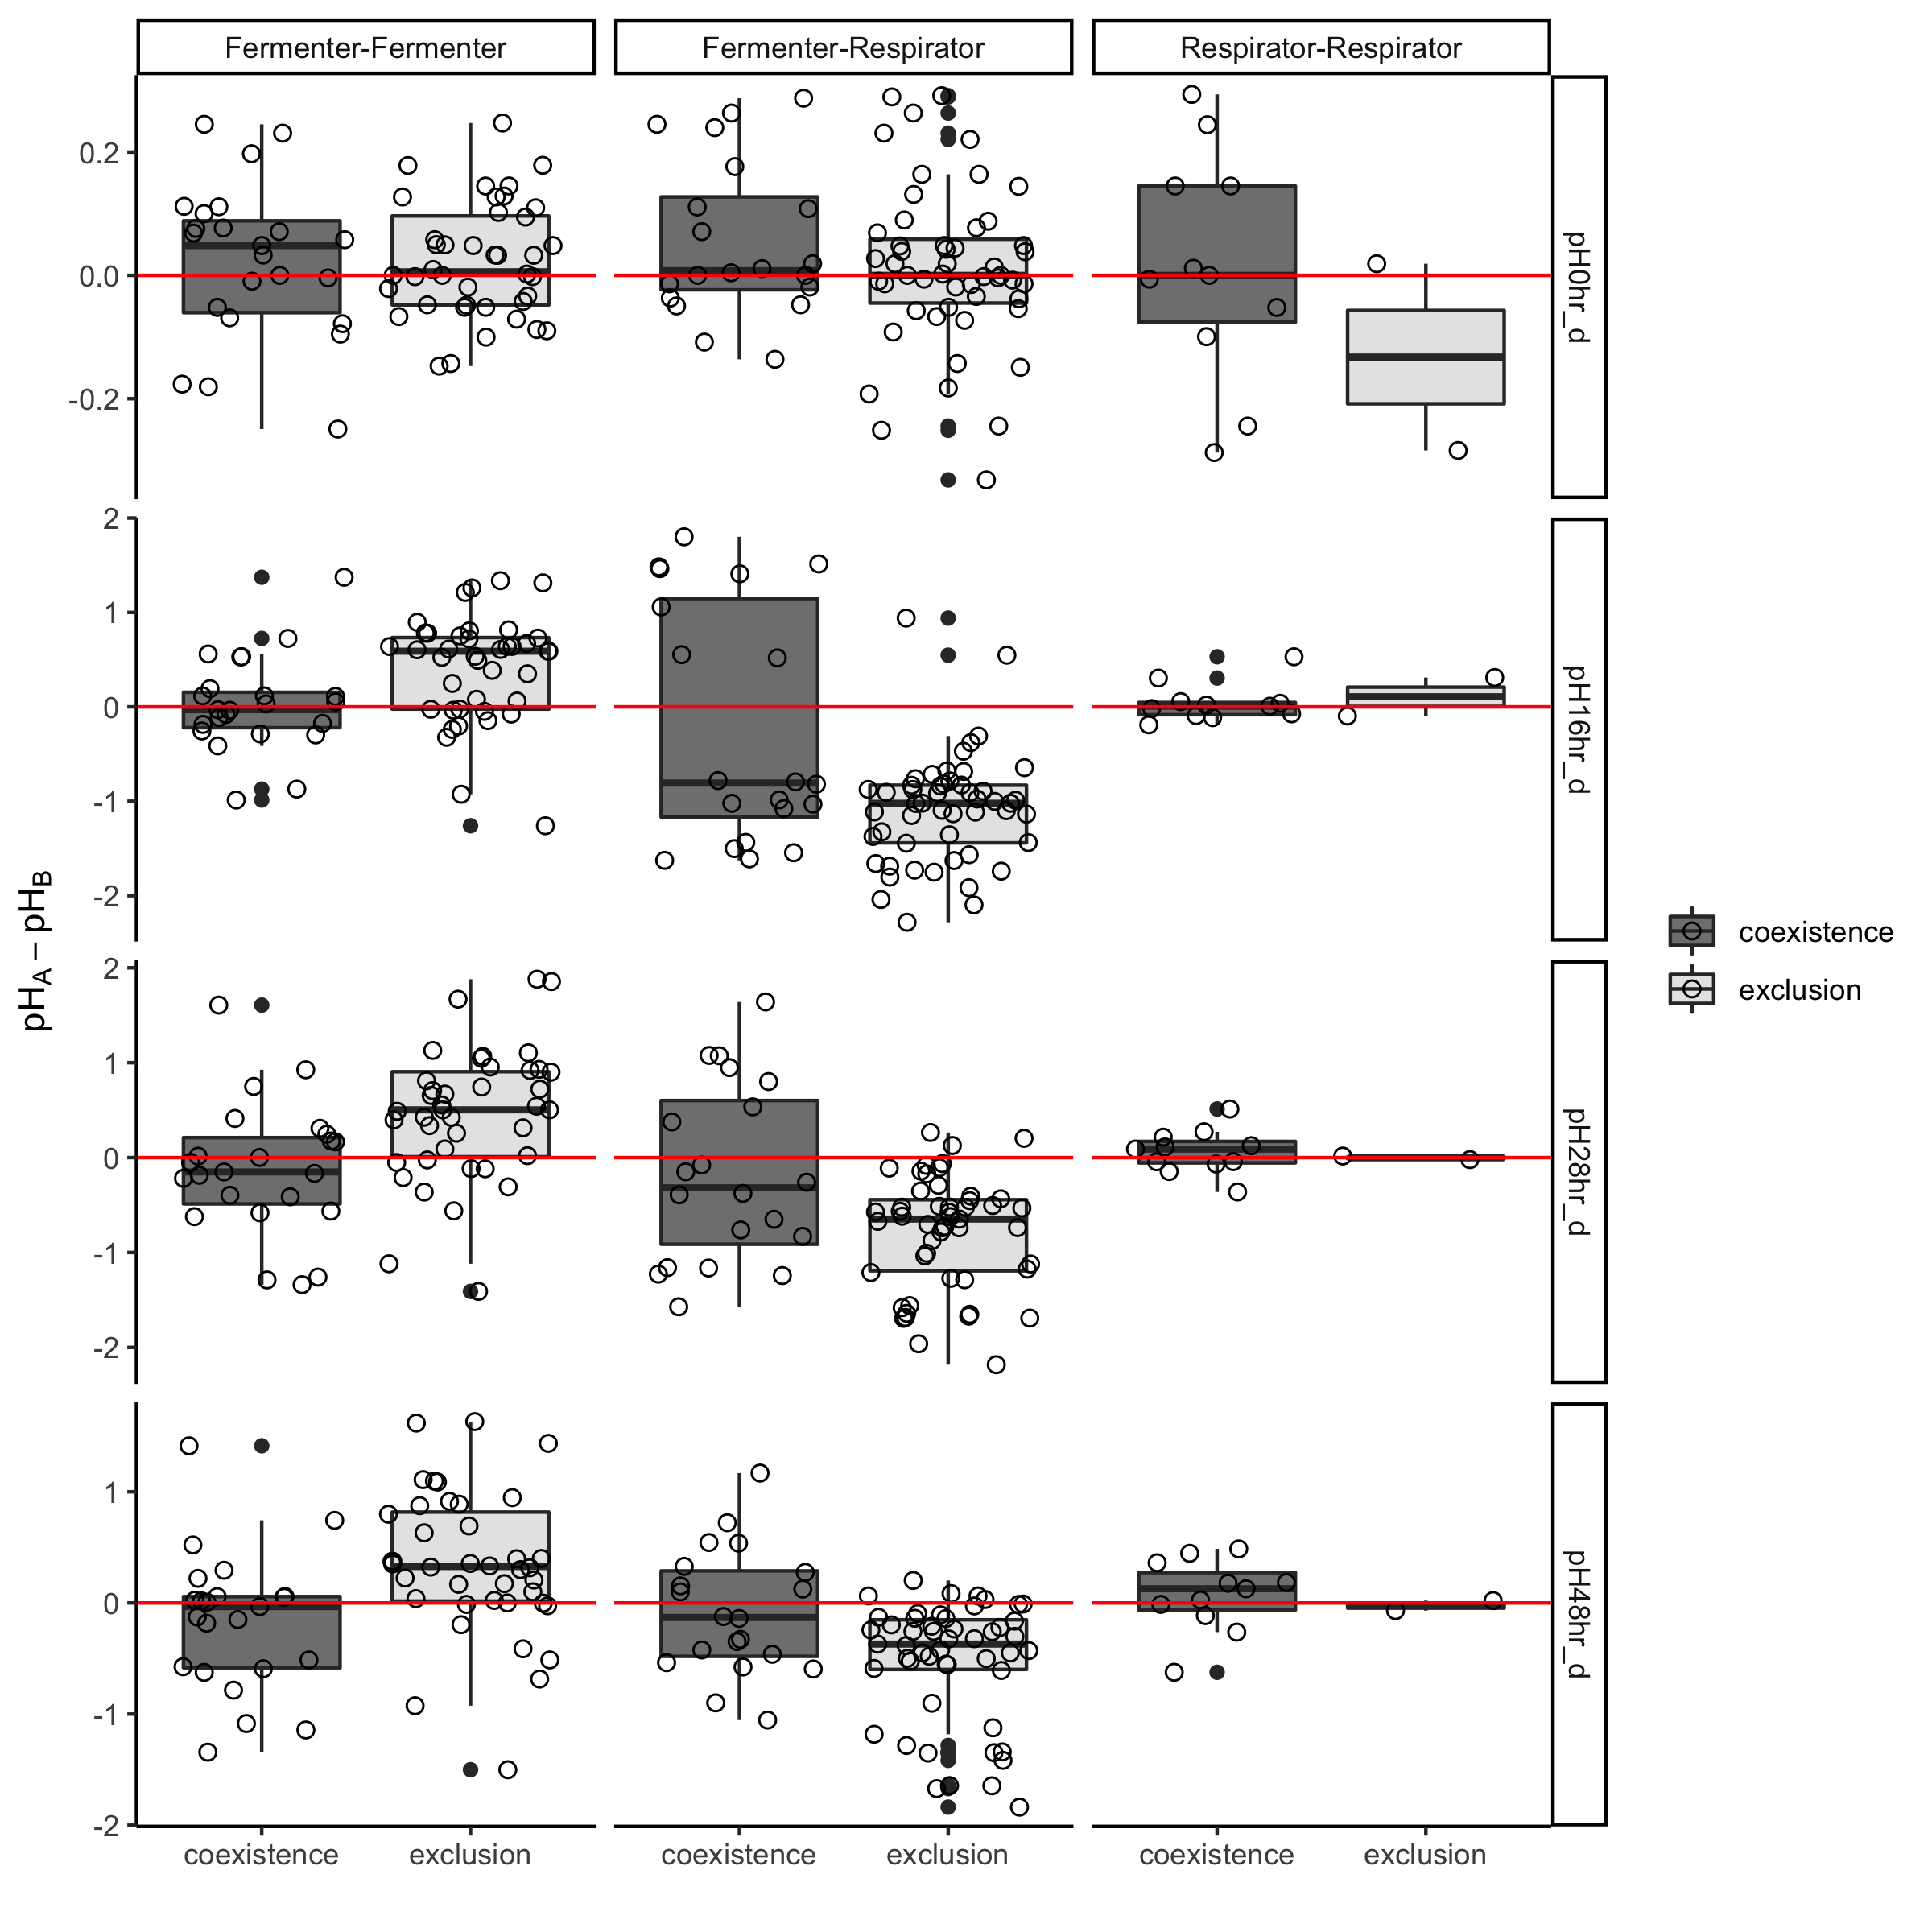 Fermenter-Fermenter Fermenter-Respirator Respirator-Respirator
0.2
0.0
-0.2
pH0hr_d
2
1
0
-1
-2
pH16hr_d
2
1
0
-1
-2
pH28hr_d
1
0
-1
-2
pH48hr_d
pHA – pHB
coexistence exclusion coexistence exclusion coexistence exclusion
coexistence
exclusion